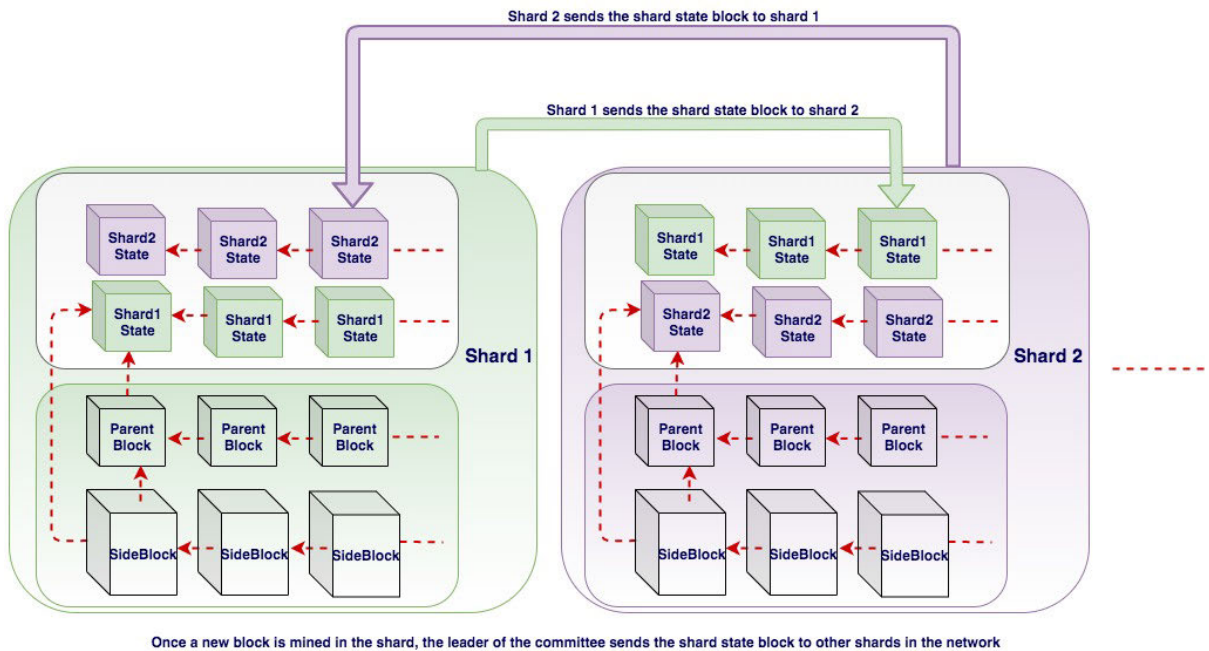 Shard 2 sends the shard state block to shard 1
Shard 1 sends the shard state block to shard 2
Shard2
State
Shard2
State
Shard2
State
Shard1
State
Shard1
State
Shard1
State
Shard 1
Parent
Block
Parent
Block
Parent
Block
SideBlock
SideBlock
SideBlock
Shard1
State
Shard1
State
Shard1
State
Shard2
State
Shard2
State
Shard2
State
Shard 2
Parent
Block
Parent
Block
Parent
Block
SideBlock
SideBlock
SideBlock
Once a new block is mined in the shard, the leader of the committee sends the shard state block to other shards in the network